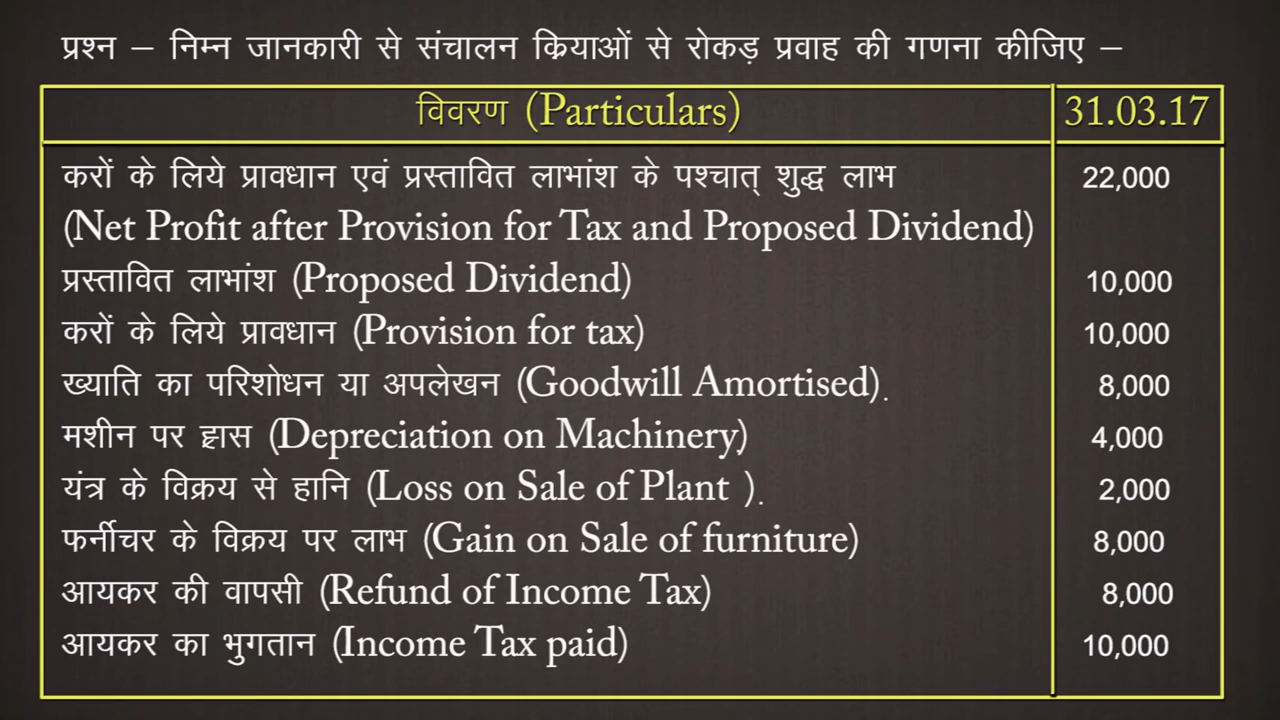 प्रश्न – निम्न जानकारी से संचालन क्रियाओं से रोकड़ प्रवाह की गणना कीजिए –
विवरण (Particulars) 31.03.17
करों के लिये प्रावधान एवं प्रस्तावित लाभांश के पश्चात् शुद्ध लाभ 22,000
(Net Profit after Provision for Tax and Proposed Dividend)
प्रस्तावित लाभांश (Proposed Dividend) 10,000
करों के लिये प्रावधान (Provision for tax) 10,000
ख्याति का परिशोधन या अपलेखन (Goodwill Amortised). 8,000
मशीन पर ह्रास (Depreciation on Machinery) 4,000
यंत्र के विक्रय से हानि (Loss on Sale of Plant ). 2,000
फर्नीचर के विक्रय पर लाभ (Gain on Sale of furniture) 8,000
आयकर की वापसी (Refund of Income Tax) 8,000
आयकर का भुगतान (Income Tax paid) 10,000